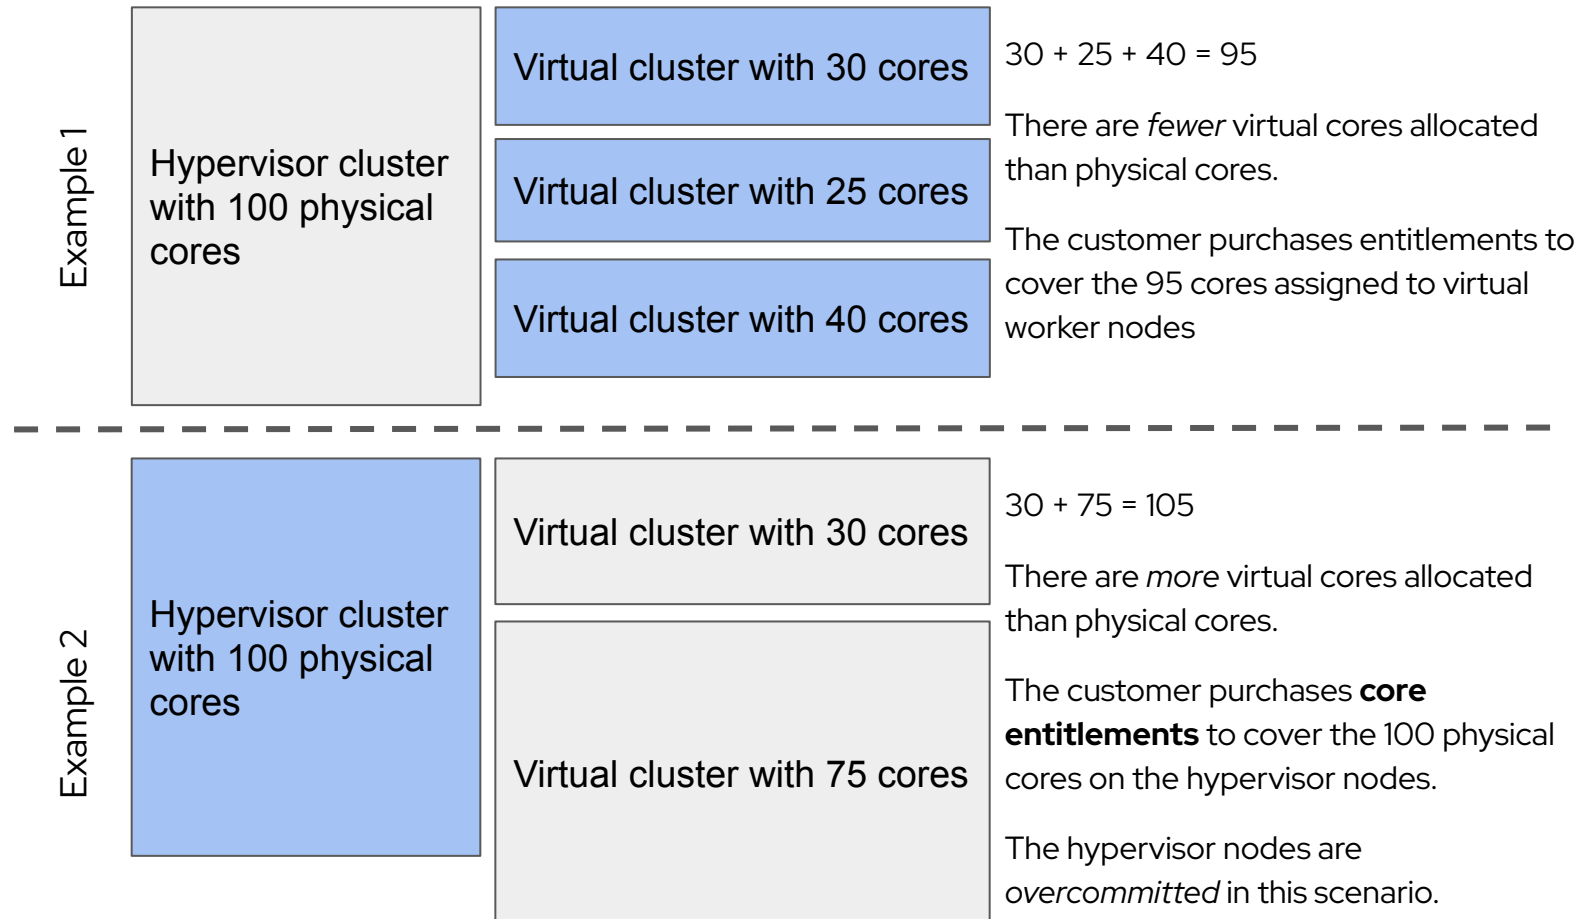 Example 1
Hypervisor cluster
with 100 physical
cores
Virtual cluster with 30 cores
Virtual cluster with 25 cores
Virtual cluster with 40 cores
30 + 25 + 40 = 95
There are fewer virtual cores allocated
than physical cores.
The customer purchases entitlements to
cover the 95 cores assigned to virtual
worker nodes
Example 2
Hypervisor cluster
with 100 physical
cores
Virtual cluster with 30 cores
Virtual cluster with 75 cores
30 + 75 = 105
There are more virtual cores allocated
than physical cores.
The customer purchases core
entitlements to cover the 100 physical
cores on the hypervisor nodes.
The hypervisor nodes are
overcommitted in this scenario.